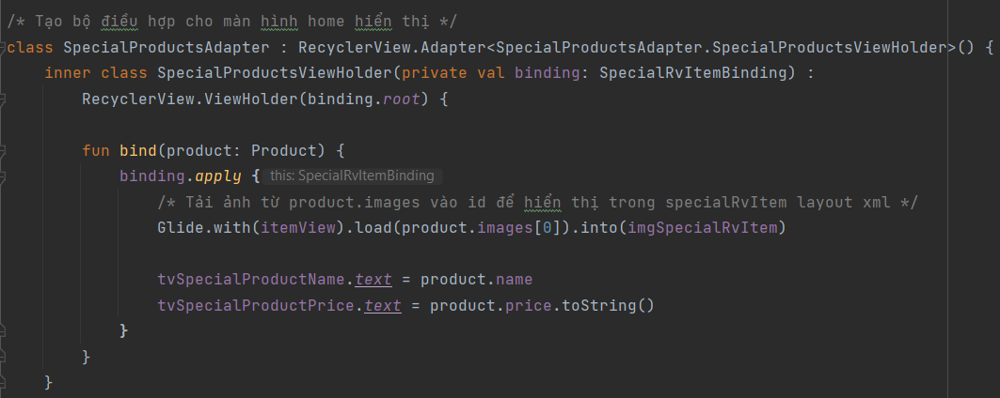 /* Tạo bộ điều hợp cho màn hình home hiển thị */
class SpecialProductsAdapter : RecyclerView.Adapter<SpecialProductsAdapter.SpecialProductsViewHolder>() {
inner class SpecialProductsViewHolder(private val binding: SpecialRvItemBinding) :
RecyclerView.ViewHolder(binding.root) {
fun bind(product: Product) {
binding.apply { this: SpecialRvItemBinding
/* Tải ảnh từ product.images vào id để hiển thị trong specialRvItem layout xml */
Glide.with(itemView).load(product.images[0]).into(imgSpecialRvItem)
tvSpecialProductName.text = product.name
tvSpecialProductPrice.text = product.price.toString()
}
}
}